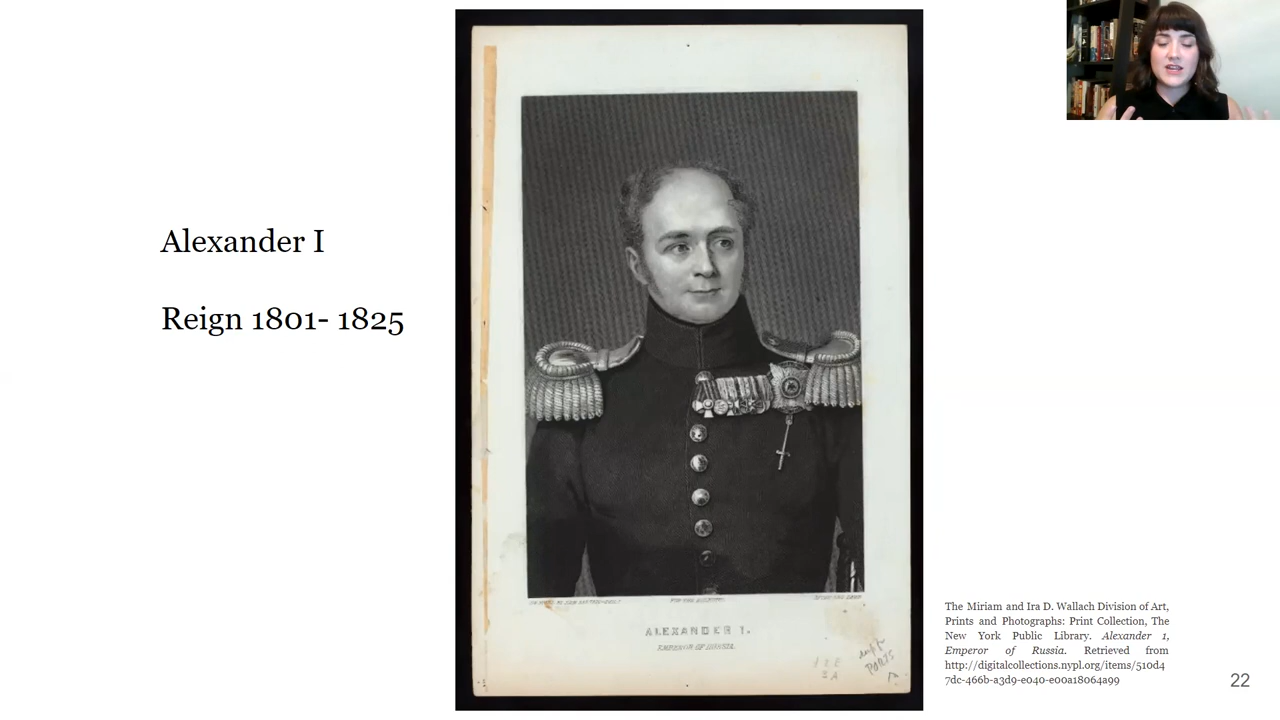 Alexander I
Reign 1801- 1825
ALEXANDER I.
EMPEROR OF RUSSIA.
The Miriam and Ira D. Wallach Division of Art,
Prints and Photographs: Print Collection, The
New York Public Library. Alexander 1,
Emperor of Russia. Retrieved from
http://digitalcollections.nypl.org/items/510d4
7dc-466b-a3d9-e040-e00a18064a99
22